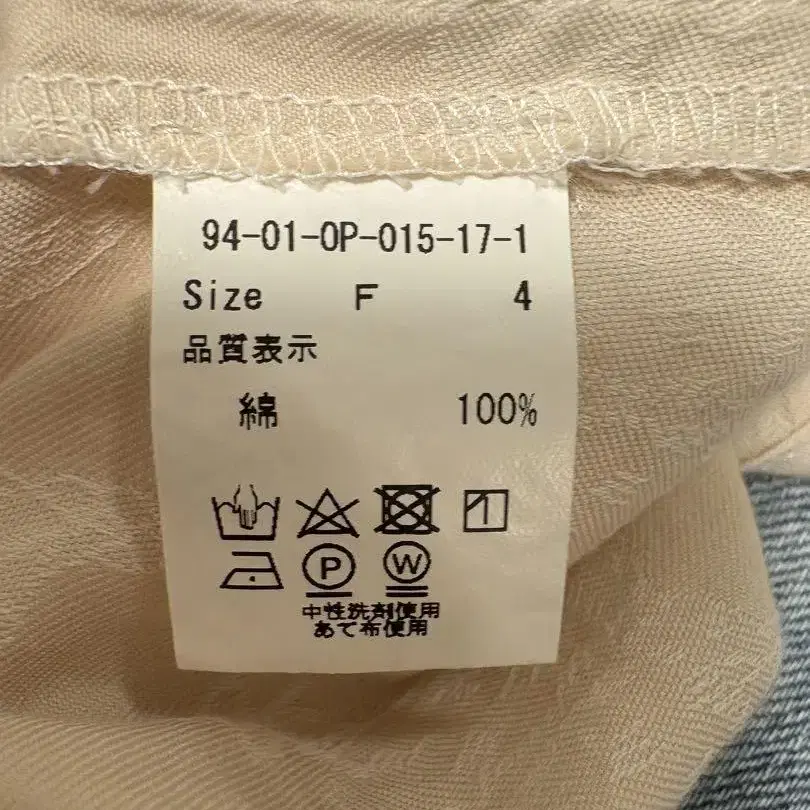 94-01-OP-015-17-1
Size F 4
品質表示
綿 100%
P W
中性洗剤使用
あて布使用